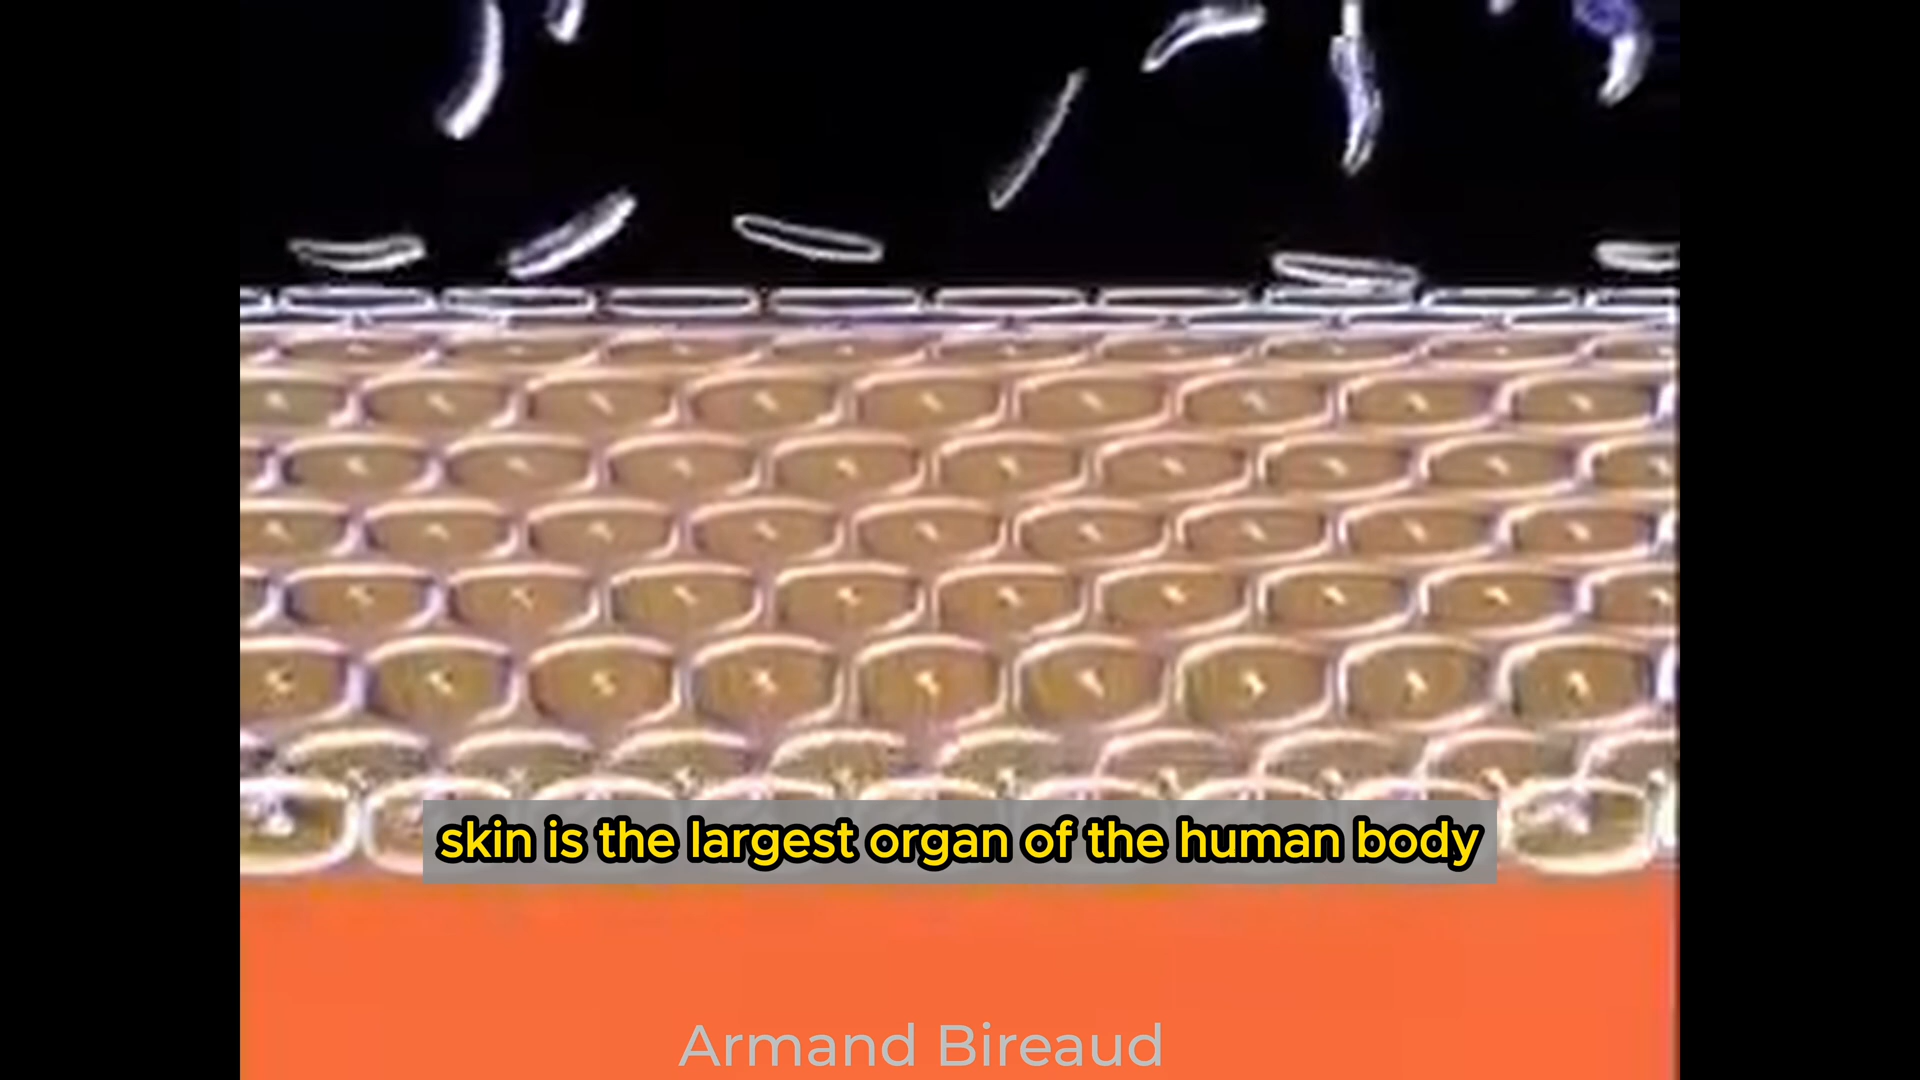 skin is the largest organ of the human body
Armand Bireaud